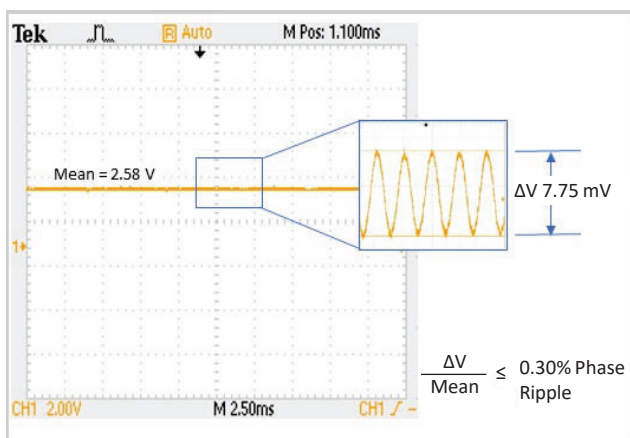 Tek
R Auto
M Pos: 1.100ms
Mean = 2.58 V
ΔV 7.75 mV
1
ΔV
Mean
≤ 0.30% Phase
Ripple
CH1 2.00V
M 2.50ms
CH1